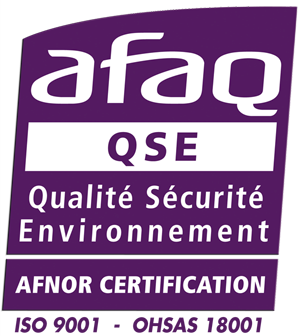 afaq
QSE
Qualité Sécurité
Environnement
AFNOR CERTIFICATION
ISO 9001 - OHSAS 18001